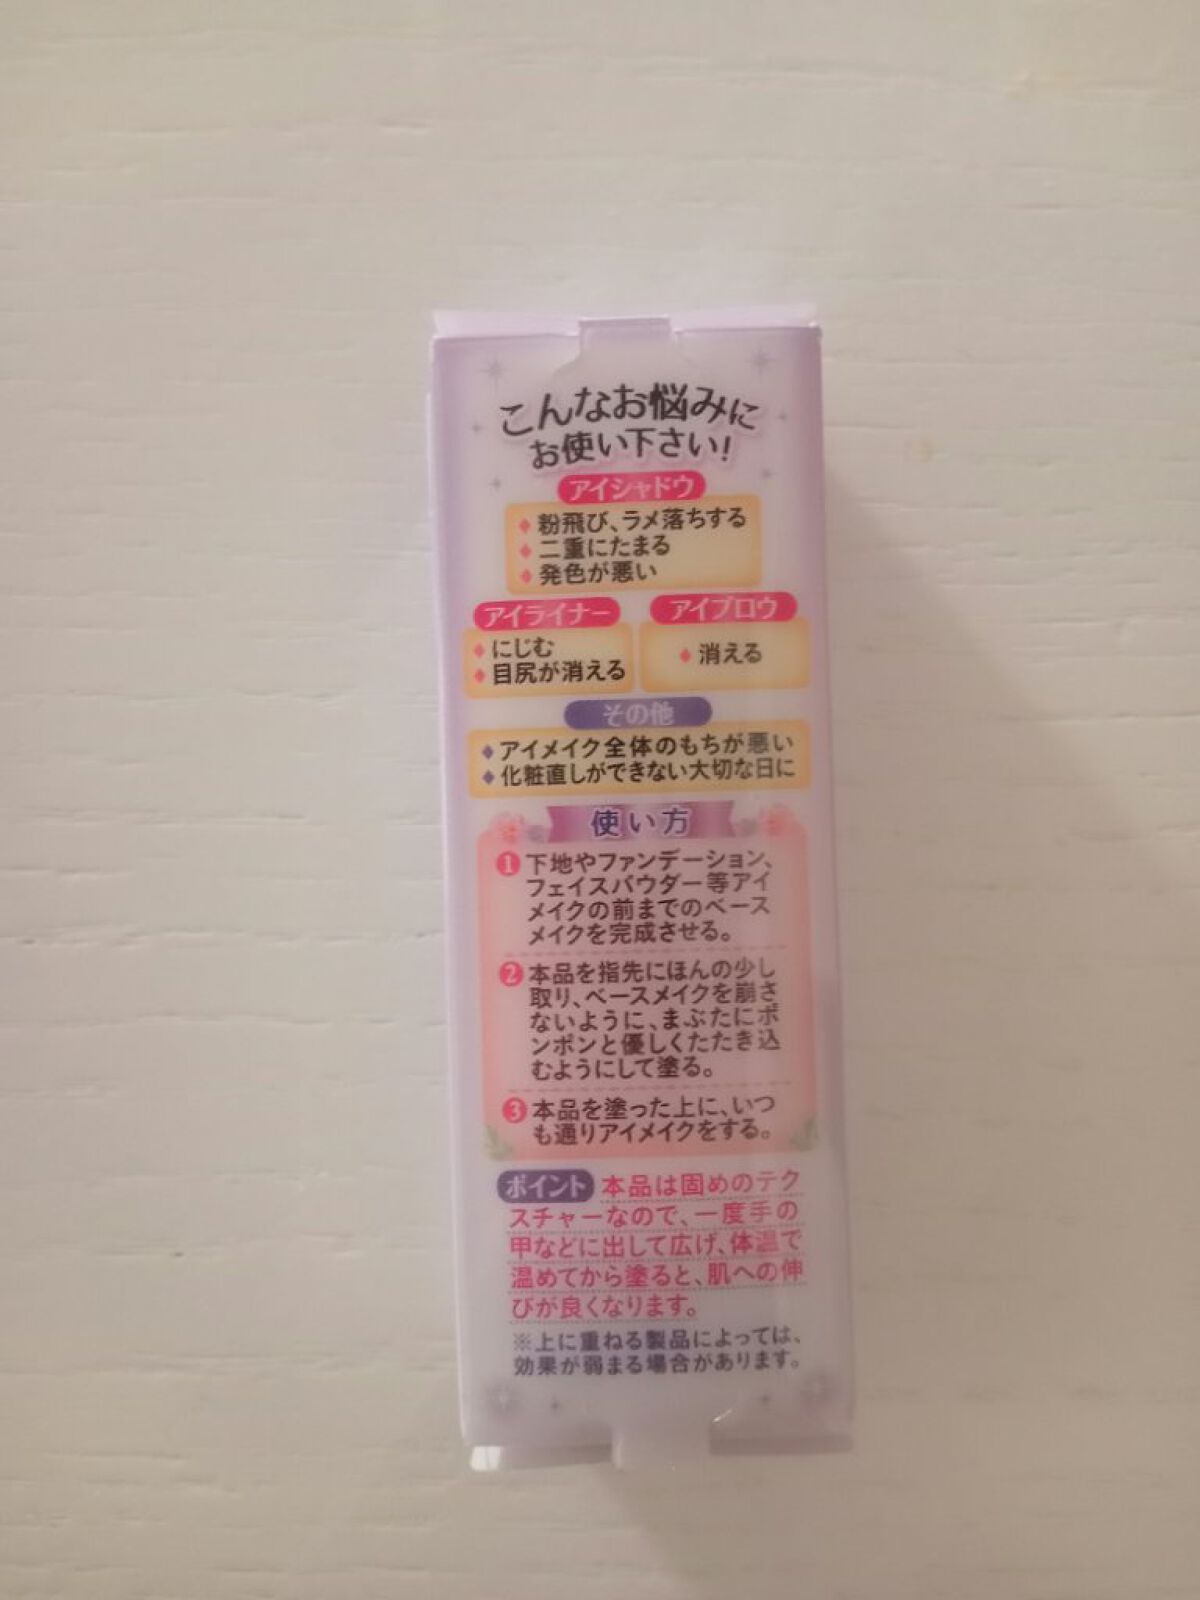 こんなお悩みに
お使い下さい!
アイシャドウ
♦粉飛び、ラメ落ちする
♦二重にたまる
♦発色が悪い
アイライナー
♦にじむ
♦目尻が消える
アイブロウ
♦消える
その他
♦アイメイク全体のもちが悪い
♦化粧直しができない大切な日に
使い方
❶下地やファンデーション、
フェイスパウダー等アイ
メイクの前までのベース
メイクを完成させる。
❷本品を指先にほんの少し
取り、ベースメイクを崩さ
ないように、まぶたにポ
ンポンと優しくたたき込
むようにして塗る。
❸本品を塗った上に、いつ
も通りアイメイクをする。
ポイント 本品は固めのテク
スチャーなので、一度手の
甲などに出して広げ、体温で
温めてから塗ると、肌への伸
びが良くなります。
※上に重ねる製品によっては、
効果が弱まる場合があります。